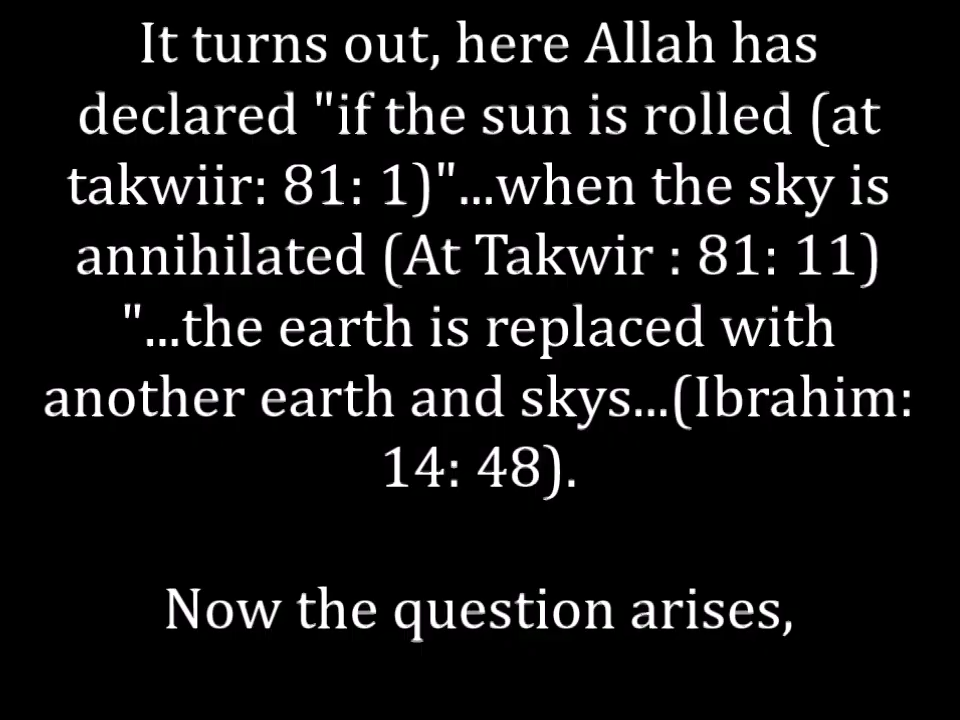 It turns out, here Allah has
declared "if the sun is rolled (at
takwiir: 81: 1)"...when the sky is
annihilated (At Takwir : 81: 11)
"...the earth is replaced with
another earth and skys...(Ibrahim:
14: 48).
Now the question arises,